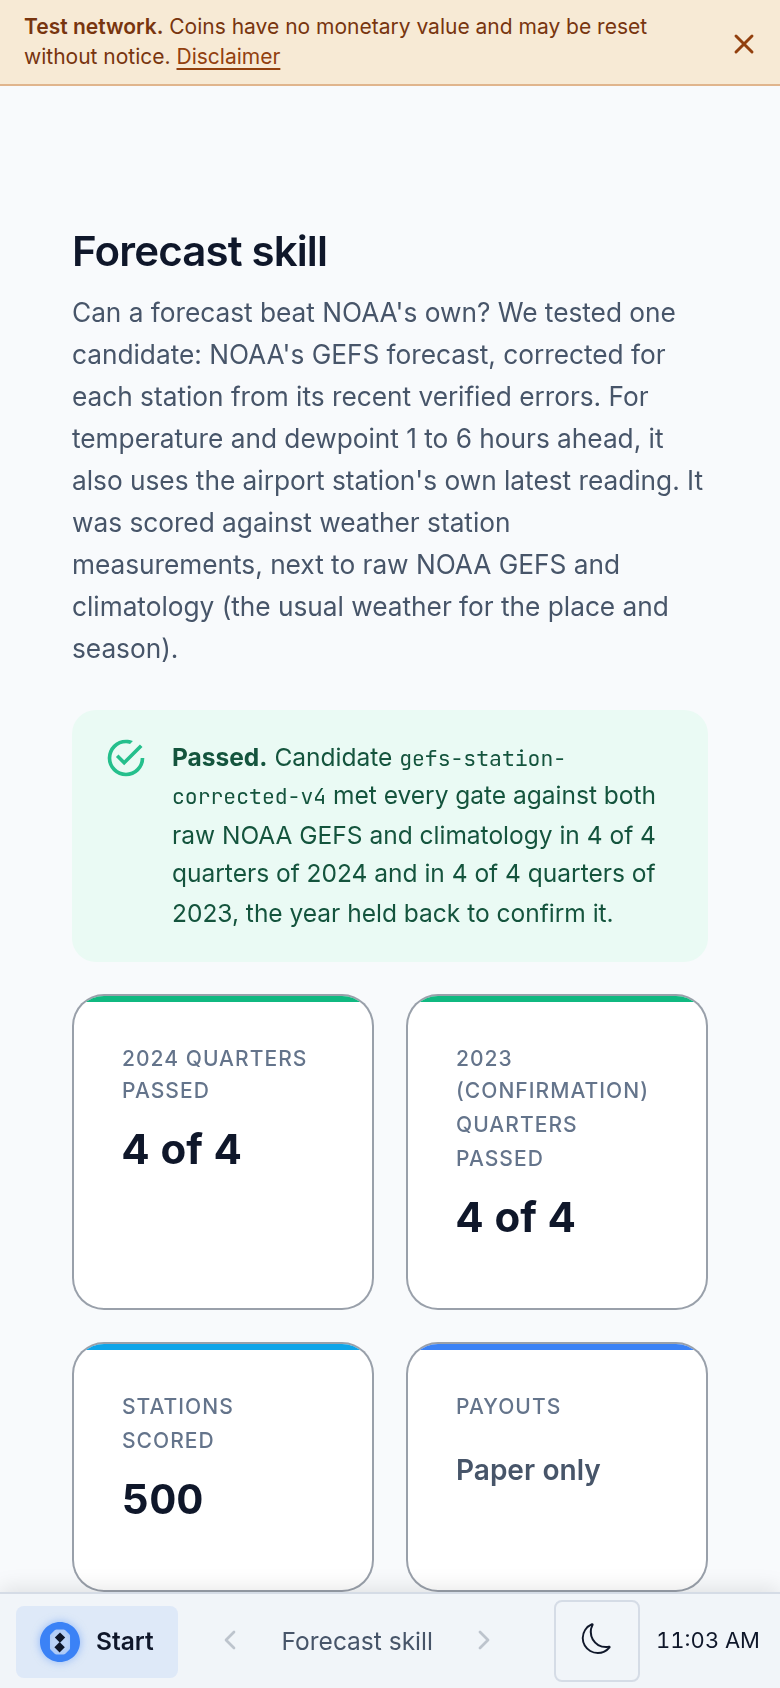 Test network. Coins have no monetary value and may be reset
without notice. Disclaimer
Forecast skill
Can a forecast beat NOAA's own? We tested one
candidate: NOAA's GEFS forecast, corrected for
each station from its recent verified errors. For
temperature and dewpoint 1 to 6 hours ahead, it
also uses the airport station's own latest reading. It
was scored against weather station
measurements, next to raw NOAA GEFS and
climatology (the usual weather for the place and
season).
Passed. Candidate gefs-station-
corrected-v4 met every gate against both
raw NOAA GEFS and climatology in 4 of 4
quarters of 2024 and in 4 of 4 quarters of
2023, the year held back to confirm it.
2024 QUARTERS
PASSED
4 of 4
2023
(CONFIRMATION)
QUARTERS
PASSED
4 of 4
STATIONS
SCORED
500
PAYOUTS
Paper only
Start
Forecast skill
11:03 AM